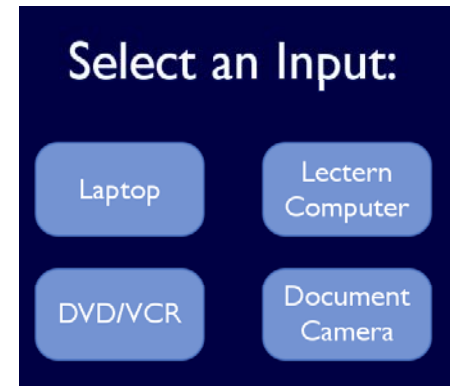 Select an Input:
Laptop
Lectern
Computer
DVD/VCR
Document
Camera